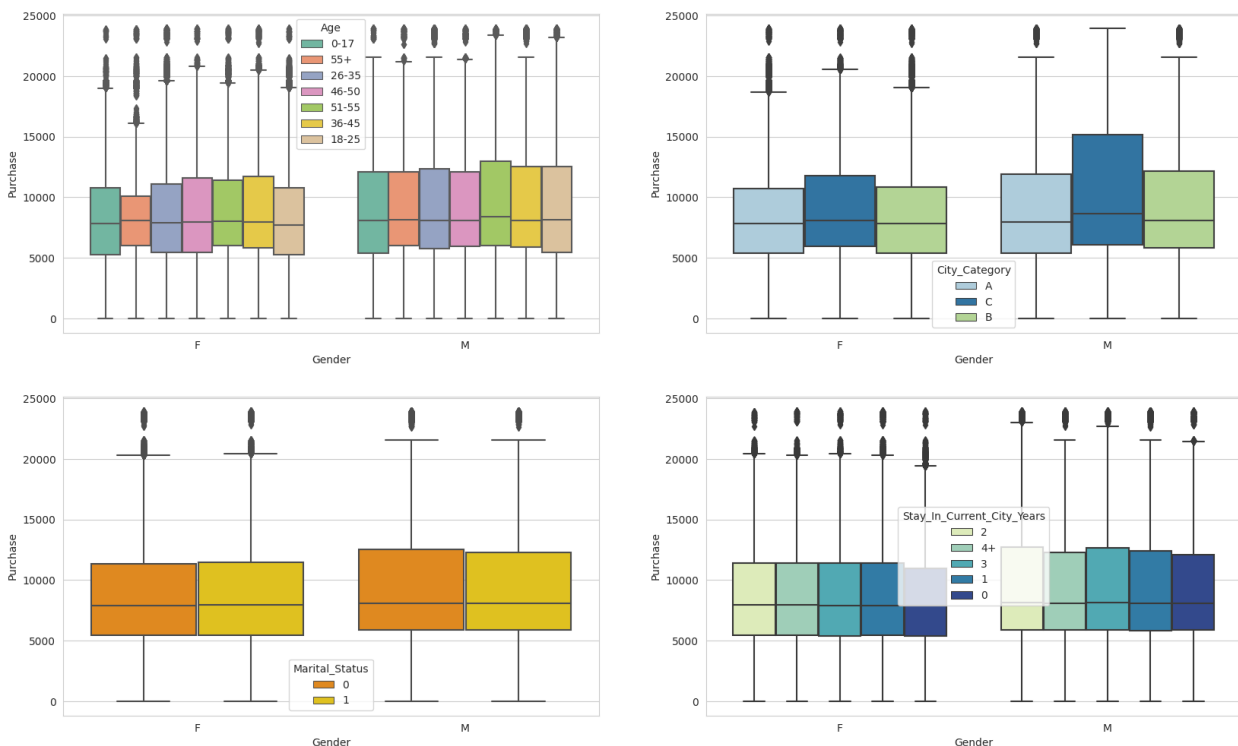 25000
20000
15000
10000
5000
0
Purchase
Age
0-17
55+
26-35
46-50
51-55
36-45
18-25
F
M
Gender
25000
20000
15000
10000
5000
0
Purchase
City_Category
A
C
B
F
M
Gender
25000
20000
15000
10000
5000
0
Purchase
Marital_Status
0
1
F
M
Gender
25000
20000
15000
10000
5000
0
Purchase
Stay_In_Current_City_Years
2
4+
3
1
0
F
M
Gender